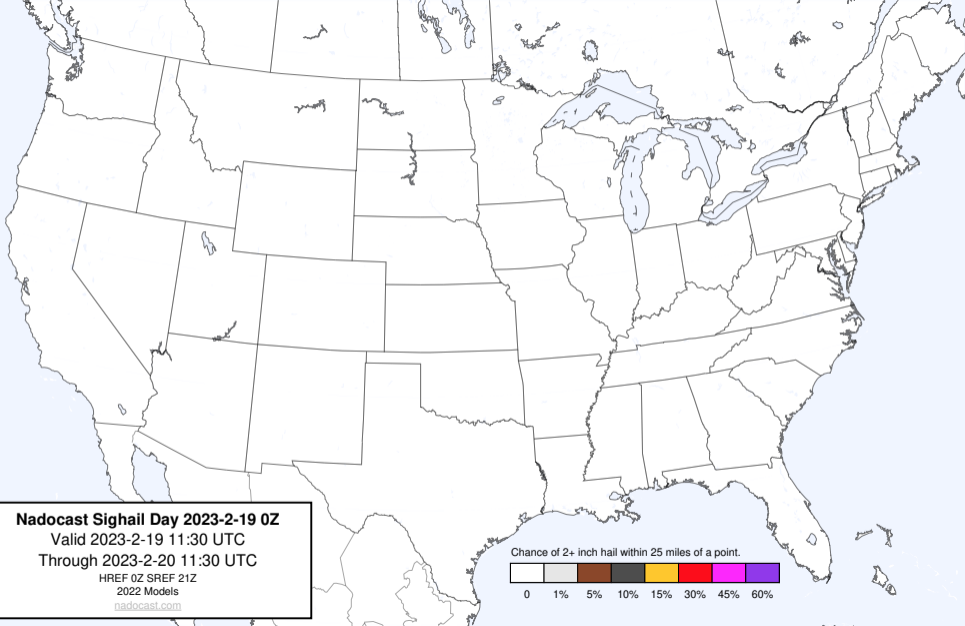 Nadocast Sighail Day 2023-2-19 0Z
Valid 2023-2-19 11:30 UTC
Through 2023-2-20 11:30 UTC
HREF 0Z SREF 21Z
2022 Models
nadocast.com
Chance of 2+ inch hail within 25 miles of a point.
0 1% 5% 10% 15% 30% 45% 60%